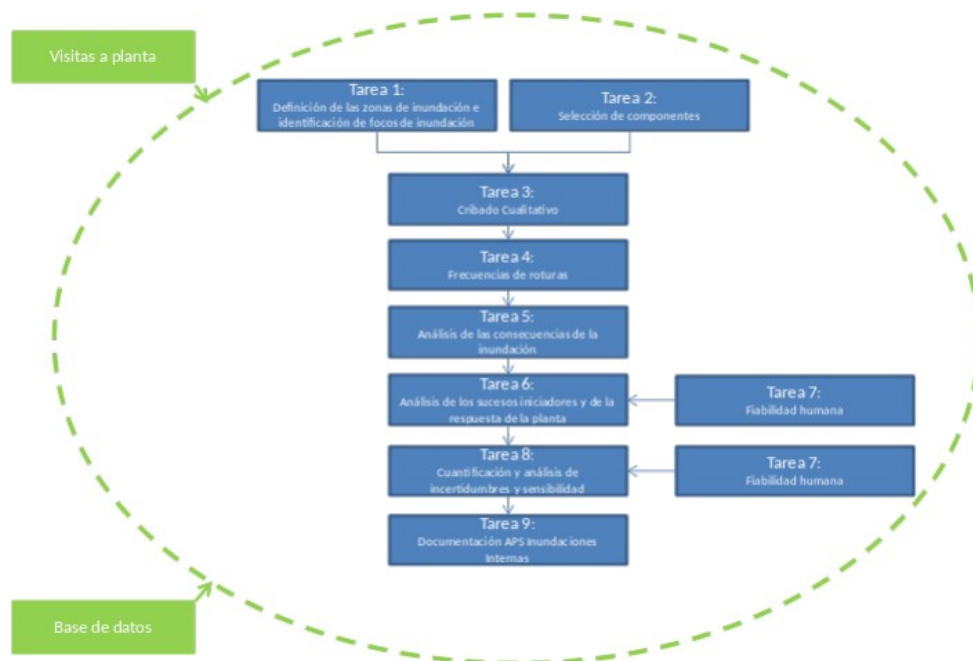 Visitas a planta
Tarea 1:
Definición de las zonas de inundación e
identificación de focos de inundación
Tarea 2:
Selección de componentes
Tarea 3:
Cribado Cualitativo
Tarea 4:
Frecuencias de roturas
Tarea 5:
Análisis de las consecuencias de la
inundación
Tarea 6:
Análisis de los sucesos iniciadores y de la
respuesta de la planta
Tarea 7:
Fiabilidad humana
Tarea 8:
Cuantificación y análisis de
incertidumbres y sensibilidad
Tarea 7:
Fiabilidad humana
Tarea 9:
Documentación APS Inundaciones
Internas
Base de datos